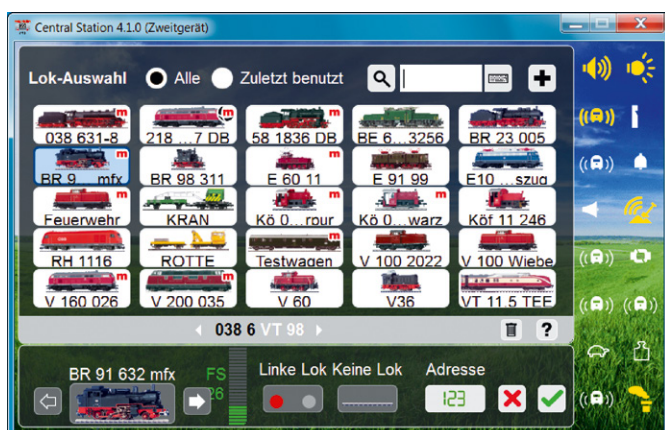 Central Station 4.1.0 (Zweitgerät)
Lok-Auswahl Alle Zuletzt benutzt
038 631-8 218 7... DB 58 1836 DB BE 6...3256 BR 23 005
BR 9...mfx BR 98 311 E 60 11 E 91 99 E10...szug
Feuerwehr KRAN Kö 0...rpur Kö 0...warz Köf 11 246
RH 1116 ROTTE Testwagen V 100 2022 V 100 Wiebe
V 160 026 V 200 035 V 60 V36 VT 11.5 TEE
038 6 VT 98 ?
BR 91 632 mfx FS Linke Lok Keine Lok Adresse
26 123